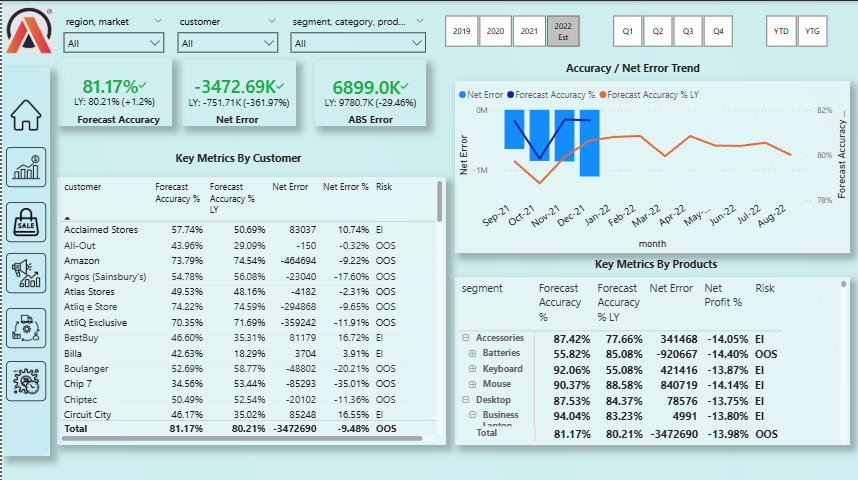 region, market
customer
segment, category, prod...
All
All
All
2019
2020
2021
2022
Est
Q1
Q2
Q3
Q4
YTD
YTG
81.17%
LY: 80.21% (+1.2%)
Forecast Accuracy
-3472.69K
LY: -751.71K (-361.97%)
Net Error
6899.0K
LY: 9780.7K (-29.46%)
ABS Error
Accuracy / Net Error Trend
Net Error Forecast Accuracy % Forecast Accuracy % LY
0M
-1M
Net Error
82%
80%
78%
Forecast Accuracy ...
Sep-21
Oct-21
Nov-21
Dec-21
Jan-22
Feb-22
Mar-22
Apr-22
May-...
Jun-22
Jul-22
Aug-22
month
SALE
Key Metrics By Customer
customer Forecast Accuracy % Forecast Accuracy % LY Net Error Net Error % Risk
Acclaimed Stores 57.74% 50.69% 83037 10.74% EI
All-Out 43.96% 29.09% -150 -0.32% OOS
Amazon 73.79% 74.54% -464694 -9.22% OOS
Argos (Sainsbury's) 54.78% 56.08% -23040 -17.60% OOS
Atlas Stores 49.53% 48.16% -4182 -2.31% OOS
Atliq e Store 74.22% 74.59% -294868 -9.65% OOS
AtliQ Exclusive 70.35% 71.69% -359242 -11.91% OOS
BestBuy 46.60% 35.31% 81179 16.72% EI
Billa 42.63% 18.29% 3704 3.91% EI
Boulanger 52.69% 58.77% -48802 -20.21% OOS
Chip 7 34.56% 53.44% -85293 -35.01% OOS
Chiptec 50.49% 52.54% -20102 -11.36% OOS
Circuit City 46.17% 35.02% 85248 16.55% EI
Total 81.17% 80.21% -3472690 -9.48% OOS
Key Metrics By Products
segment Forecast Accuracy % Forecast Accuracy % LY Net Error Net Profit % Risk
Accessories 87.42% 77.66% 341468 -14.05% EI
Batteries 55.82% 85.08% -920667 -14.40% OOS
Keyboard 92.06% 55.08% 421416 -13.87% EI
Mouse 90.37% 88.58% 840719 -14.14% EI
Desktop 87.53% 84.37% 78576 -13.75% EI
Business Laptop 94.04% 83.23% 4991 -13.80% EI
Total 81.17% 80.21% -3472690 -13.98% OOS